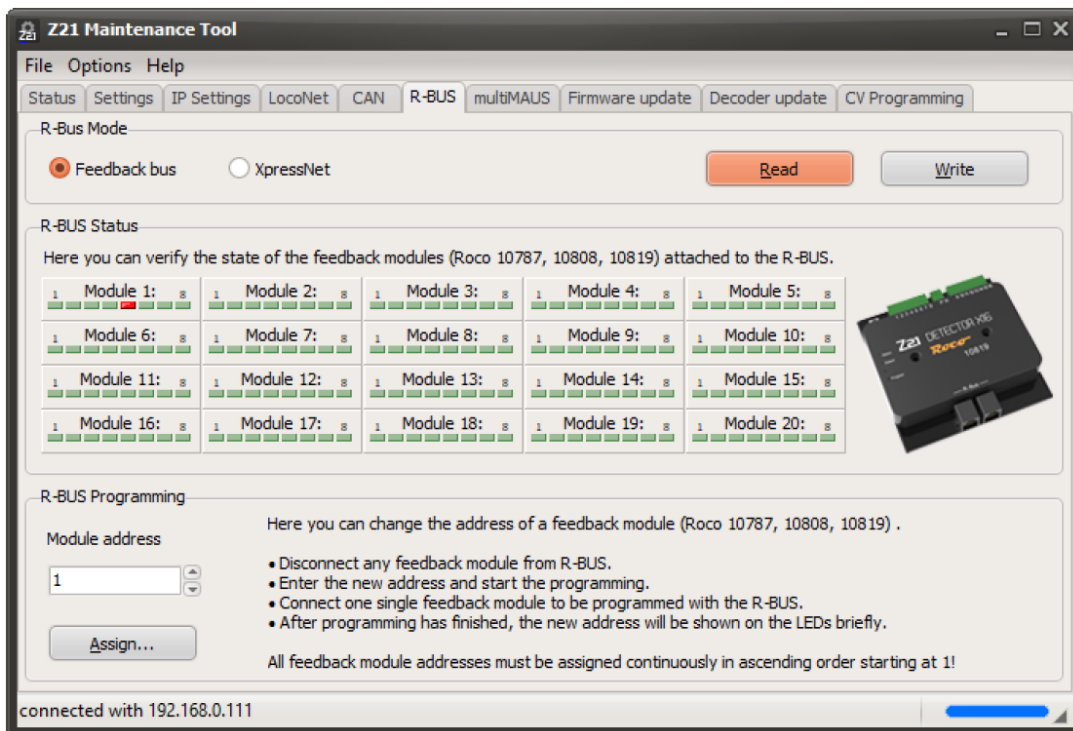 Z21 Maintenance Tool
File Options Help
Status Settings IP Settings LocoNet CAN R-BUS multiMAUS Firmware update Decoder update CV Programming
R-Bus Mode
Feedback bus XpressNet Read Write
R-BUS Status
Here you can verify the state of the feedback modules (Roco 10787, 10808, 10819) attached to the R-BUS.
1 Module 1: 8 1 Module 2: 8 1 Module 3: 8 1 Module 4: 8 1 Module 5: 8
1 Module 6: 8 1 Module 7: 8 1 Module 8: 8 1 Module 9: 8 1 Module 10: 8
1 Module 11: 8 1 Module 12: 8 1 Module 13: 8 1 Module 14: 8 1 Module 15: 8
1 Module 16: 8 1 Module 17: 8 1 Module 18: 8 1 Module 19: 8 1 Module 20: 8
Z21 DETECTOR X16
Roco
10819
R-BUS Programming
Module address
1
Assign...
Here you can change the address of a feedback module (Roco 10787, 10808, 10819) .
• Disconnect any feedback module from R-BUS.
• Enter the new address and start the programming.
• Connect one single feedback module to be programmed with the R-BUS.
• After programming has finished, the new address will be shown on the LEDs briefly.
All feedback module addresses must be assigned continuously in ascending order starting at 1!
connected with 192.168.0.111